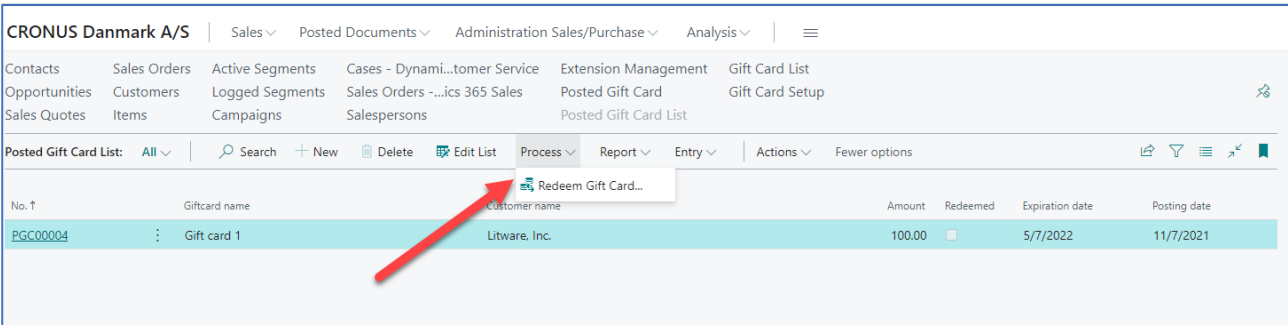 CRONUS Danmark A/S Sales Posted Documents Administration Sales/Purchase Analysis
Contacts Sales Orders Active Segments Cases - Dynami...tomer Service Extension Management Gift Card List
Opportunities Customers Logged Segments Sales Orders -...ics 365 Sales Posted Gift Card Gift Card Setup
Sales Quotes Items Campaigns Salespersons Posted Gift Card List
Posted Gift Card List: All Search + New Delete Edit List Process Report Entry Actions Fewer options
Redeem Gift Card...
No. ↑ Giftcard name Customer name Amount Redeemed Expiration date Posting date
PGC00004 Gift card 1 Litware, Inc. 100.00 5/7/2022 11/7/2021